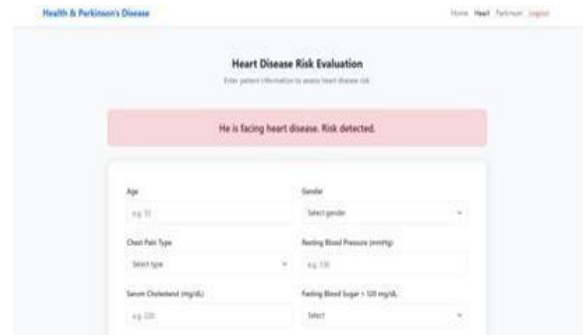 Health & Parkinson's Disease
Home Heart Parkinson Logout
Heart Disease Risk Evaluation
Enter patient information to assess heart disease risk
He is facing heart disease. Risk detected.
Age Gender
e.g. 55 Select gender
Chest Pain Type Resting Blood Pressure (mmHg)
Select type e.g. 130
Serum Cholesterol (mg/dL) Fasting Blood Sugar > 120 mg/dL
e.g. 220 Select